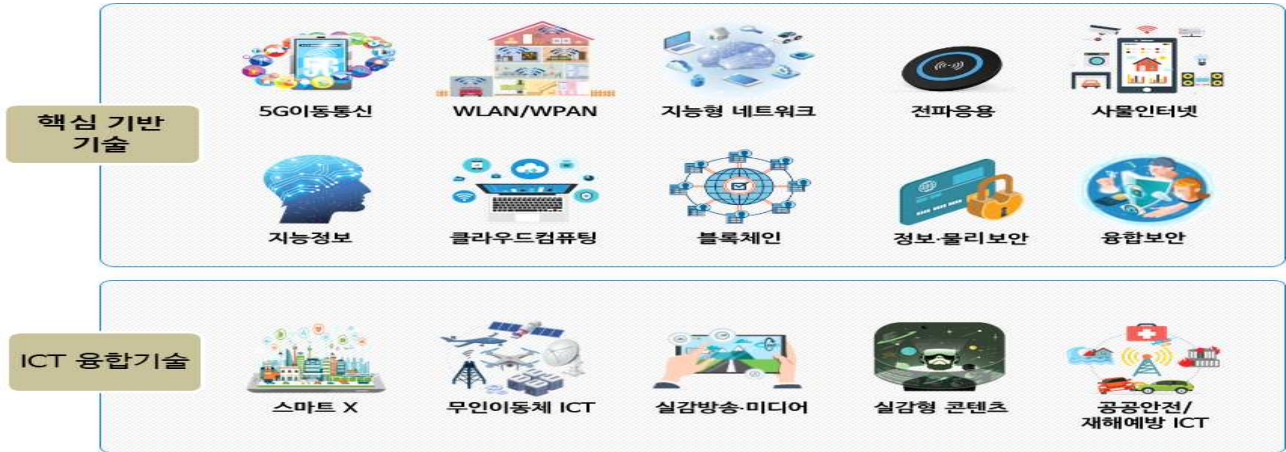 핵심 기반
기술
5G이동통신
WLAN/WPAN
지능형 네트워크
전파응용
사물인터넷
지능정보
클라우드컴퓨팅
블록체인
정보·물리보안
융합보안
ICT 융합기술
스마트 X
무인이동체 ICT
실감방송·미디어
실감형 콘텐츠
공공안전/
재해예방 ICT